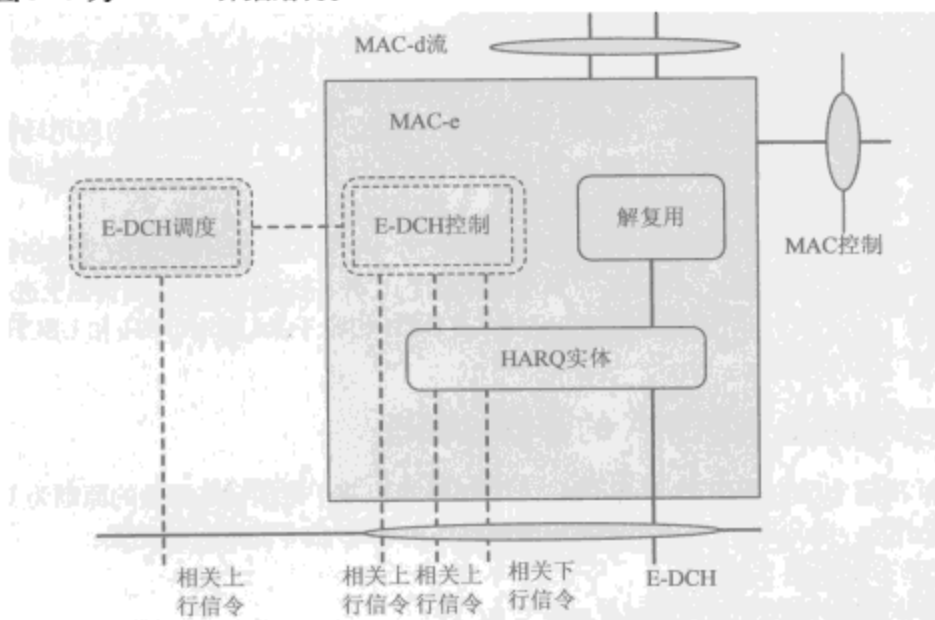 MAC-d流
MAC-e
E-DCH调度
E-DCH控制
解复用
MAC控制
HARQ实体
相关上
行信令
相关上
行信令
相关上
行信令
相关下
行信令
E-DCH